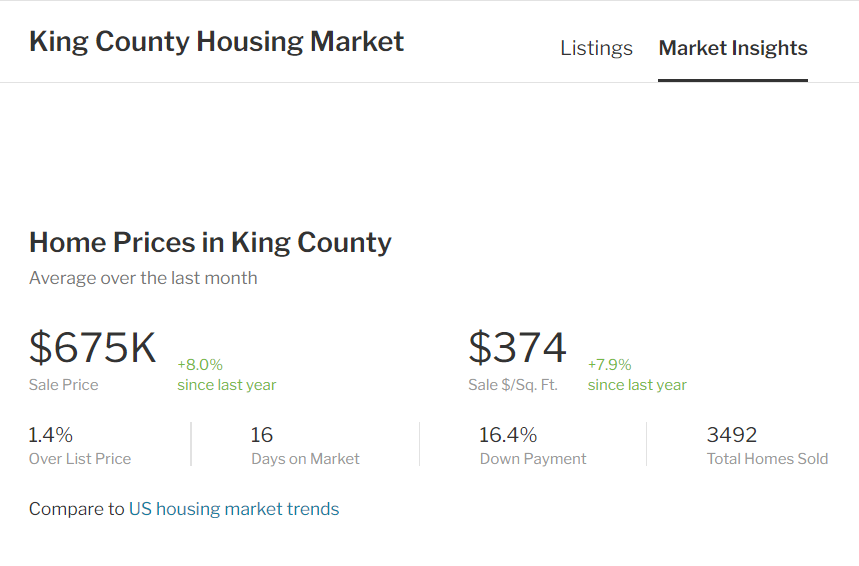 King County Housing Market
Listings
Market Insights
Home Prices in King County
Average over the last month
$675K
+8.0%
Sale Price
since last year
$374
+7.9%
Sale $/Sq. Ft.
since last year
1.4%
Over List Price
16
Days on Market
16.4%
Down Payment
3492
Total Homes Sold
Compare to US housing market trends